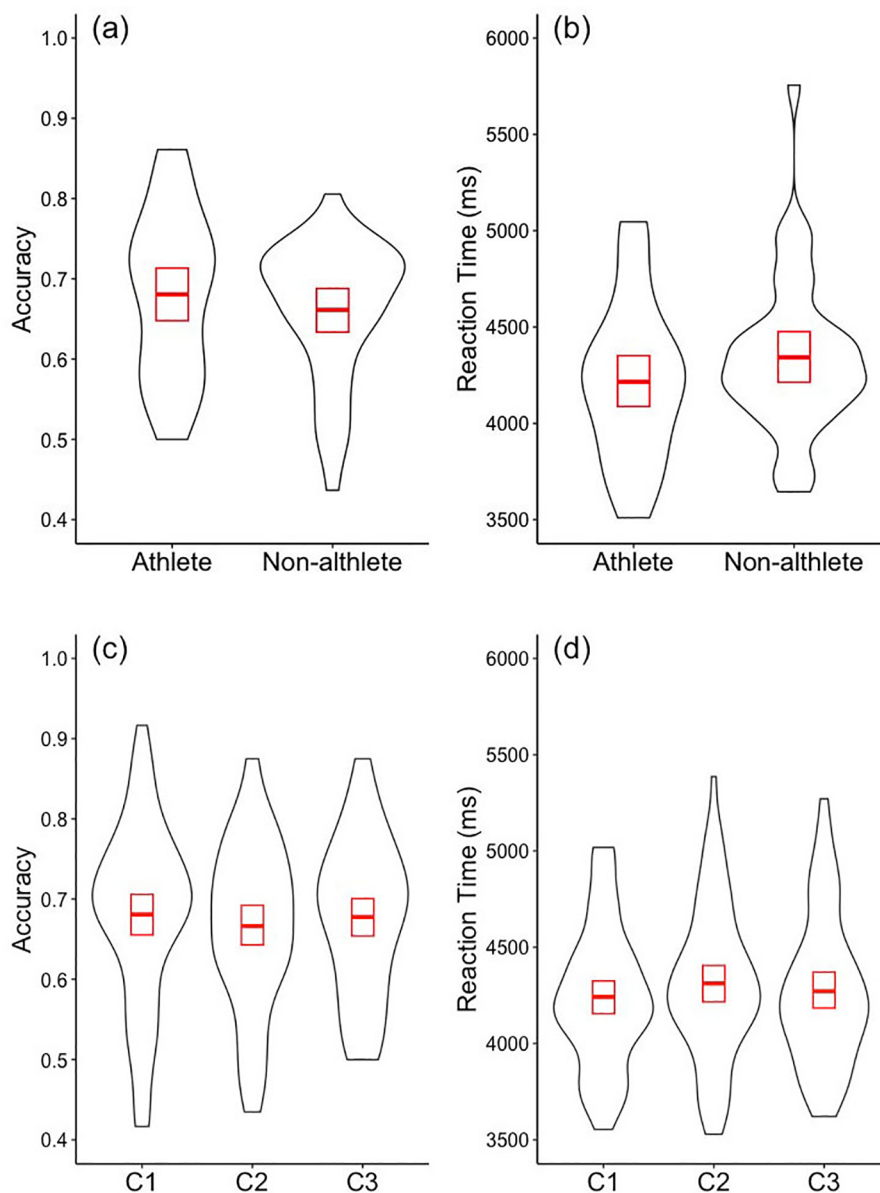 (a)
Accuracy
1.0
0.9
0.8
0.7
0.6
0.5
0.4
Athlete Non-althlete
(b)
Reaction Time (ms)
6000
5500
5000
4500
4000
3500
Athlete Non-althlete
(c)
Accuracy
1.0
0.9
0.8
0.7
0.6
0.5
0.4
C1 C2 C3
(d)
Reaction Time (ms)
6000
5500
5000
4500
4000
3500
C1 C2 C3